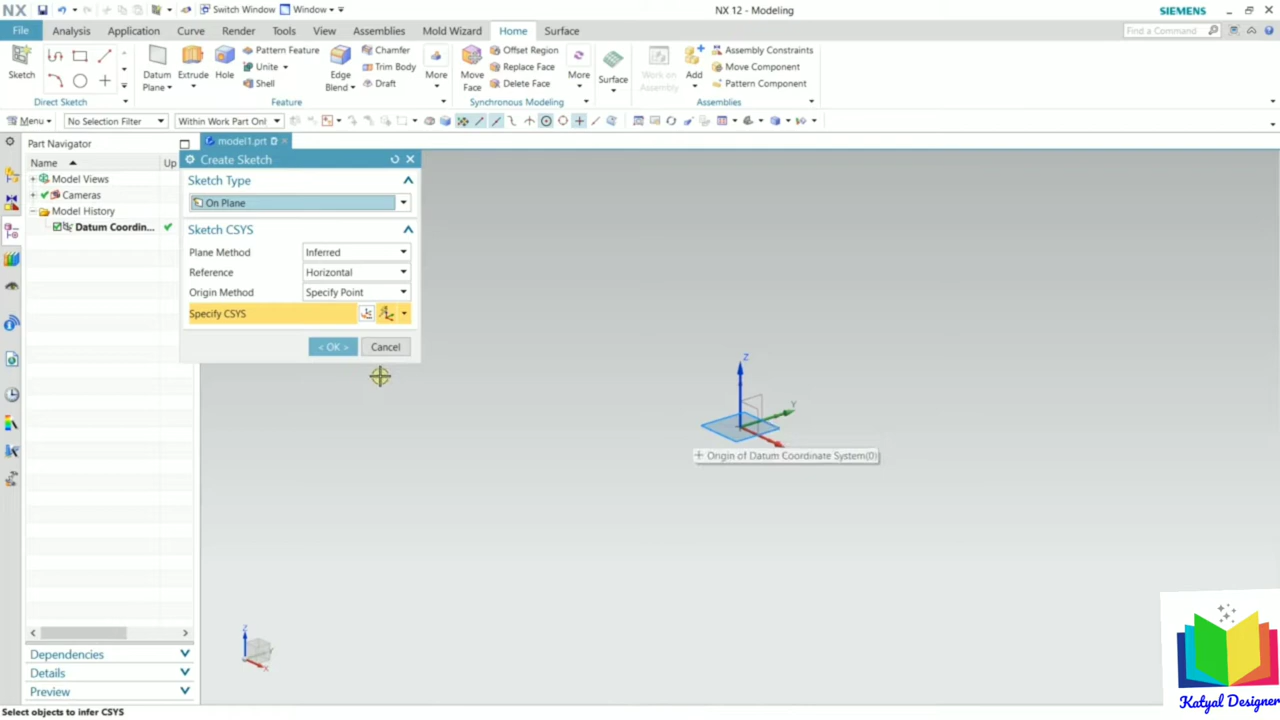 NX
Switch Window
Window
NX 12 - Modeling
SIEMENS
File
Analysis
Application
Curve
Render
Tools
View
Assemblies
Mold Wizard
Home
Surface
Find a Command
Sketch
Direct Sketch
Datum
Plane
Extrude
Hole
Pattern Feature
Unite
Shell
Edge
Blend
Chamfer
Trim Body
Draft
More
Feature
Move
Face
Offset Region
Replace Face
Delete Face
More
Synchronous Modeling
Surface
Work on
Assembly
Add
Assembly Constraints
Move Component
Pattern Component
Assemblies
Menu
No Selection Filter
Within Work Part Onl
Part Navigator
model1.prt
Name
Up
Model Views
Cameras
Model History
Datum Coordin...
Create Sketch
Sketch Type
On Plane
Sketch CSYS
Plane Method
Inferred
Reference
Horizontal
Origin Method
Specify Point
Specify CSYS
< OK >
Cancel
Z
Y
Origin of Datum Coordinate System(0)
Z
X
Dependencies
Details
Preview
Select objects to infer CSYS
Katyal Designer